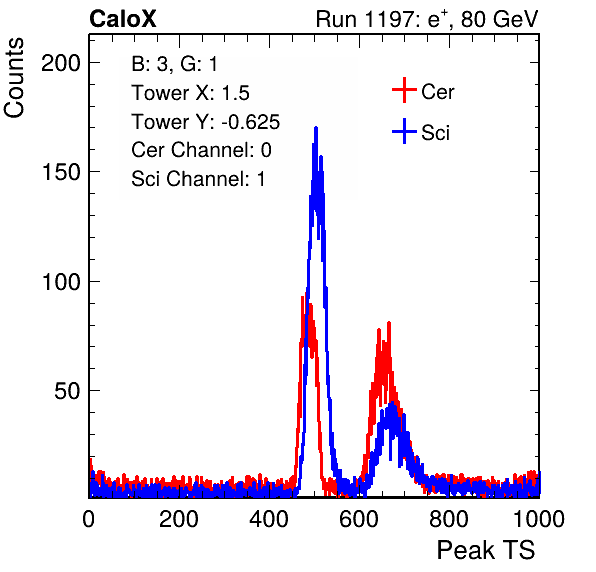 CaloX Run 1197: e⁺, 80 GeV
Counts
200
150
100
50
B: 3, G: 1
Tower X: 1.5
Tower Y: -0.625
Cer Channel: 0
Sci Channel: 1
Cer
Sci
0 200 400 600 800 1000
Peak TS